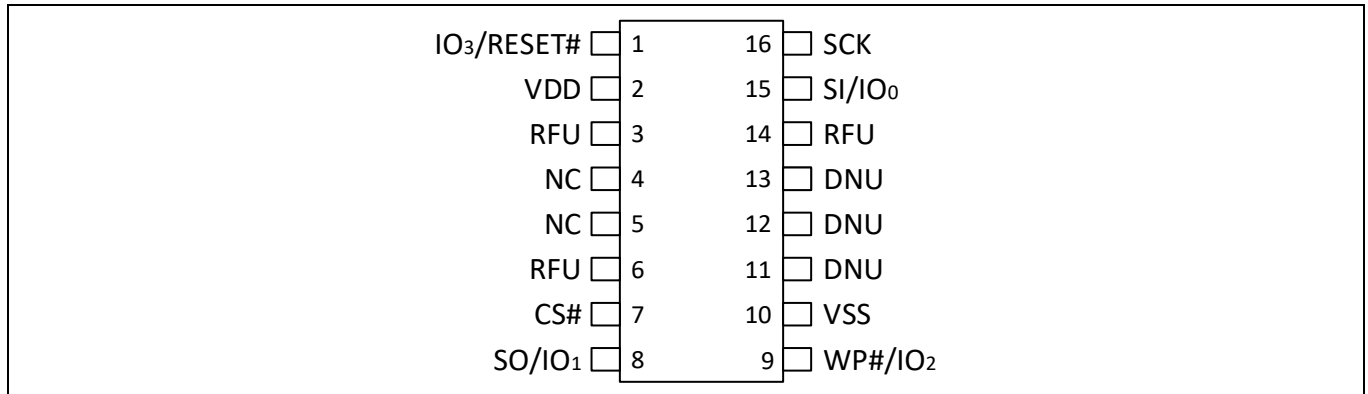 IO₃/RESET# 1 16 SCK
VDD 2 15 SI/IO₀
RFU 3 14 RFU
NC 4 13 DNU
NC 5 12 DNU
RFU 6 11 DNU
CS# 7 10 VSS
SO/IO₁ 8 9 WP#/IO₂